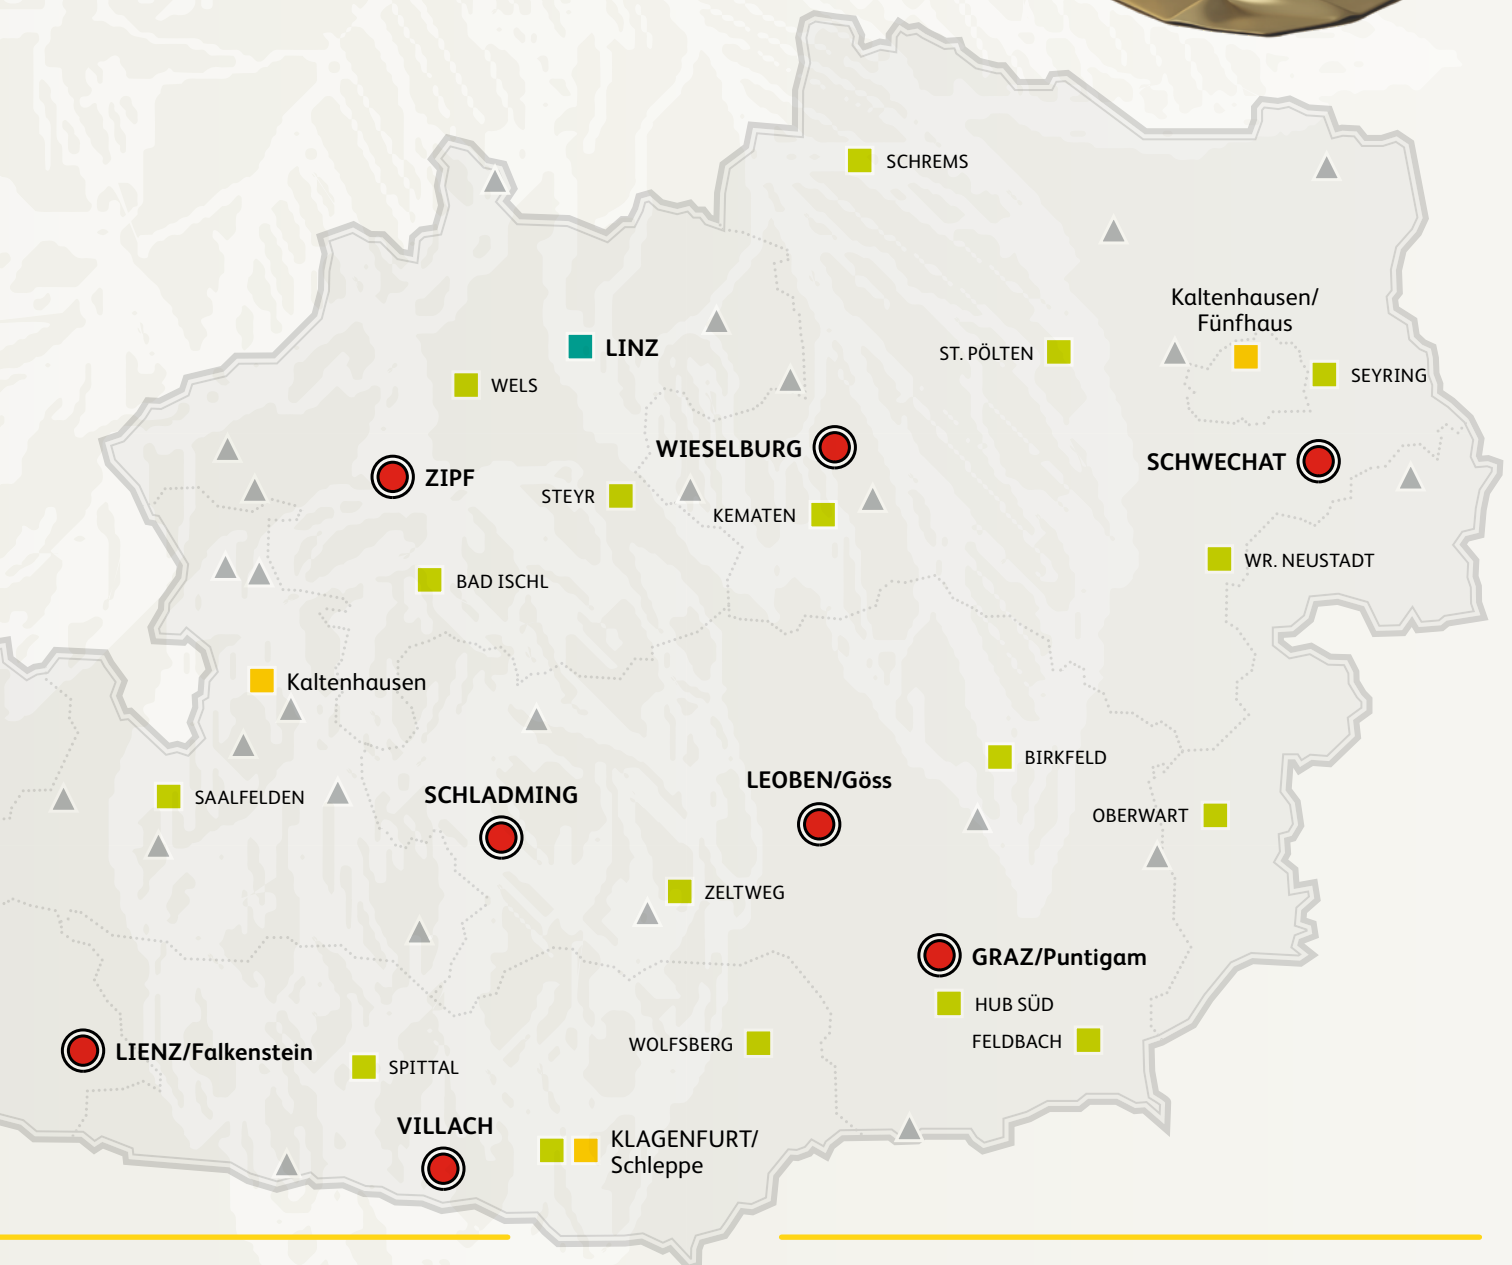 SCHREMS
Kaltenhausen/
Fünfhaus
LINZ
ST. PÖLTEN
SEYRING
WELS
WIESELBURG
SCHWECHAT
ZIPF
STEYR
KEMATEN
WR. NEUSTADT
BAD ISCHL
Kaltenhausen
BIRKFELD
LEOBEN/Göss
SCHLADMING
SAALFELDEN
OBERWART
ZELTWEG
GRAZ/Puntigam
HUB SÜD
FELDBACH
WOLFSBERG
LIENZ/Falkenstein
SPITTAL
VILLACH
KLAGENFURT/
Schleppe